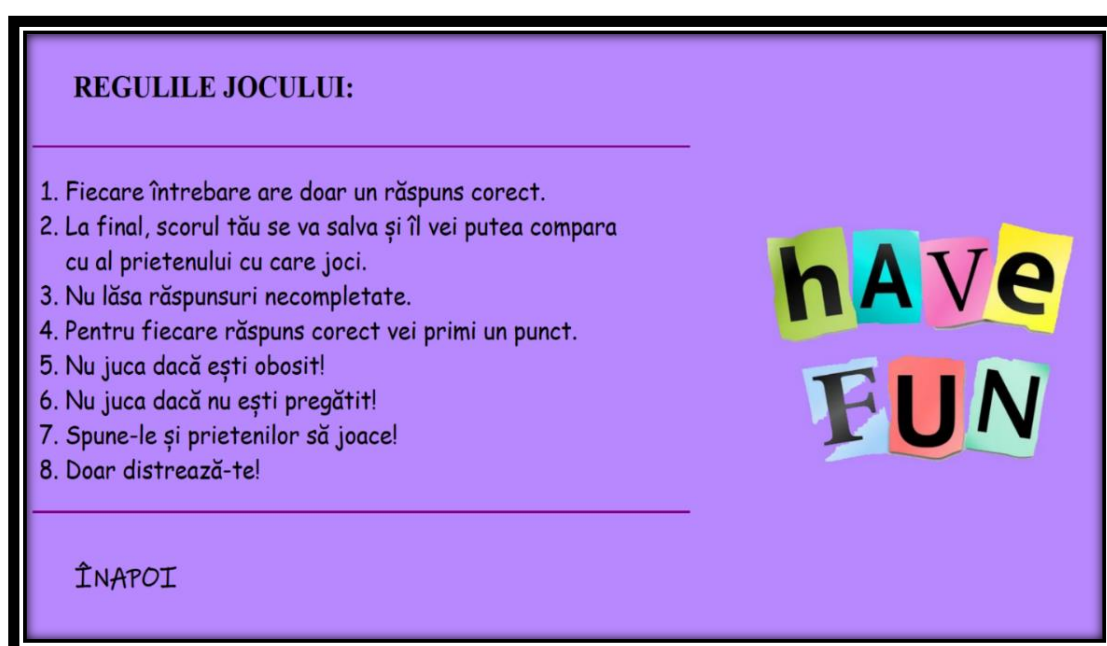 REGULILE JOCULUI:
1. Fiecare întrebare are doar un răspuns corect.
2. La final, scorul tău se va salva și îl vei putea compara
cu al prietenului cu care joci.
3. Nu lăsa răspunsuri necompletate.
4. Pentru fiecare răspuns corect vei primi un punct.
5. Nu juca dacă ești obosit!
6. Nu juca dacă nu ești pregătit!
7. Spune-le și prietenilor să joace!
8. Doar distrează-te!
ÎNAPOI
hAVe
FUN